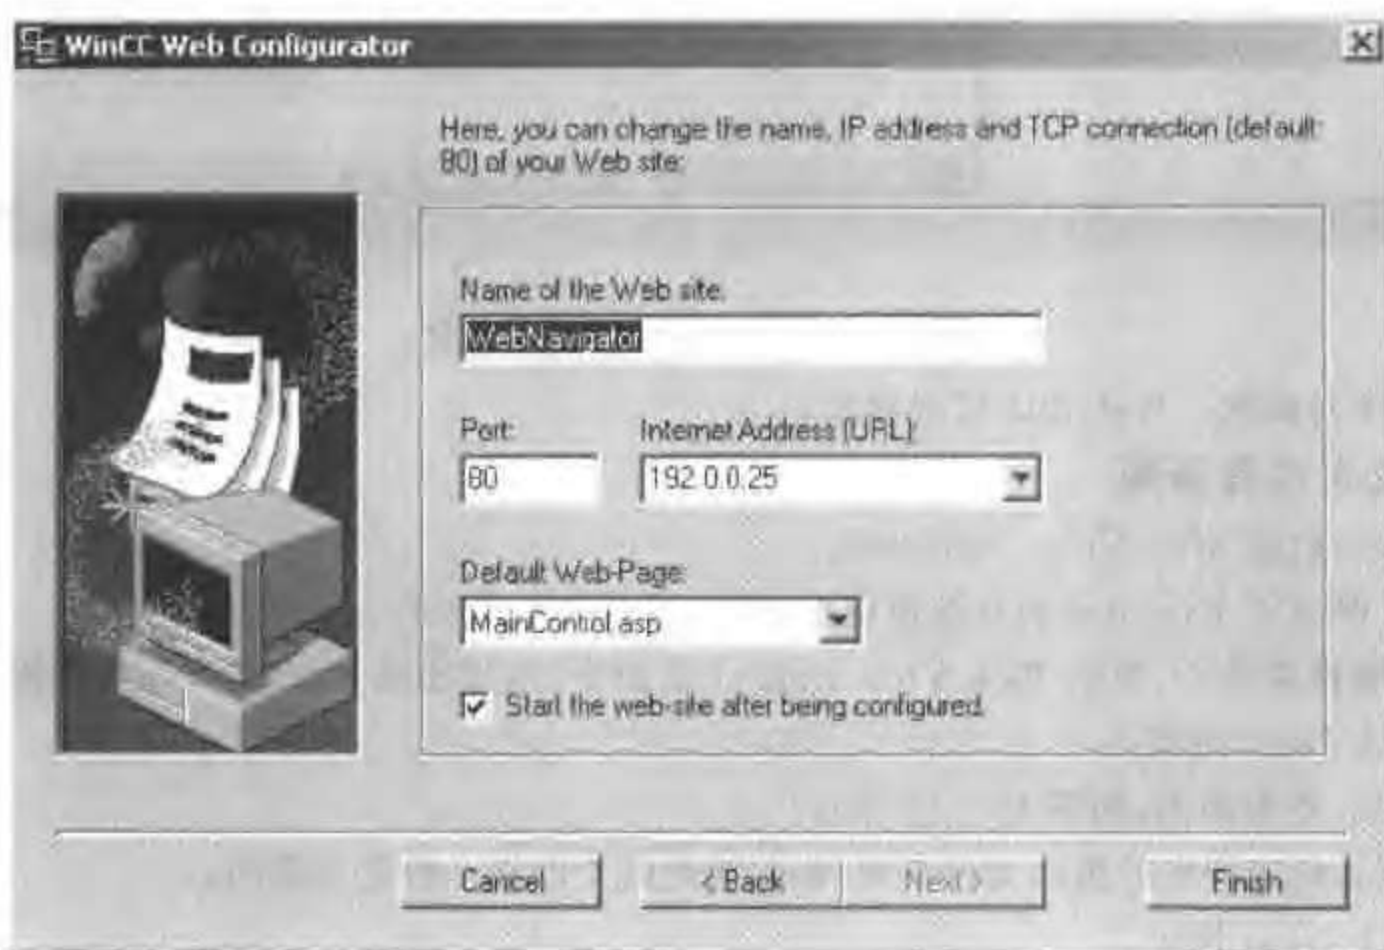 WinCC Web Configurator
Here, you can change the name, IP address and TCP connection (default:
80) of your Web site:
Name of the Web site:
WebNavigator
Port:
Internet Address (URL):
80
192.0.0.25
Default Web-Page:
MainControl.asp
Start the web-site after being configured.
Cancel
< Back
Next >
Finish